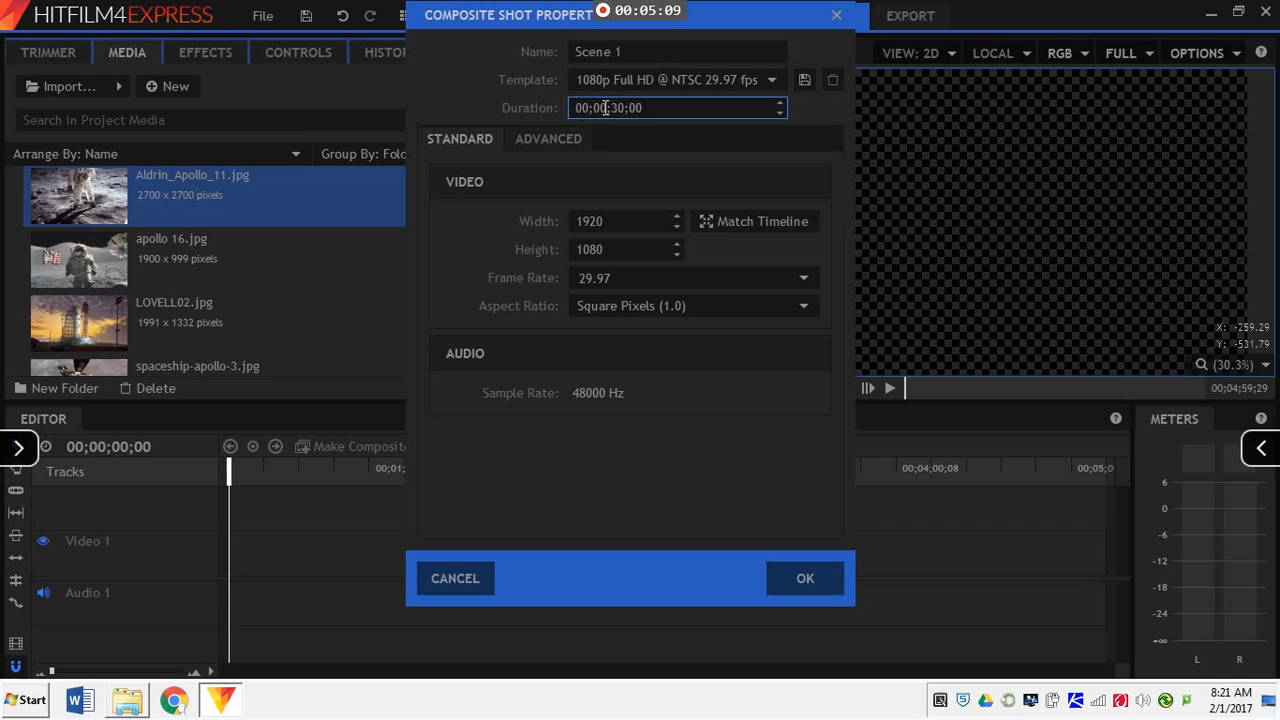 HITFILM4EXPRESS
File
COMPOSITE SHOT PROPERT
00:05:09
EXPORT
TRIMMER
MEDIA
EFFECTS
CONTROLS
HISTOR
VIEW: 2D
LOCAL
RGB
FULL
OPTIONS
Import...
New
Search in Project Media
Arrange By: Name
Group By: Fold
Aldrin_Apollo_11.jpg
2700 x 2700 pixels
apollo 16.jpg
1900 x 999 pixels
LOVELL02.jpg
1991 x 1332 pixels
spaceship-apollo-3.jpg
New Folder
Delete
Name: Scene 1
Template: 1080p Full HD @ NTSC 29.97 fps
Duration: 00;00;30;00
STANDARD
ADVANCED
VIDEO
Width: 1920
Match Timeline
Height: 1080
Frame Rate: 29.97
Aspect Ratio: Square Pixels (1.0)
AUDIO
Sample Rate: 48000 Hz
CANCEL
OK
X: -259.29
Y: -531.79
(30.3%)
00;04;59;29
EDITOR
00;00;00;00
Make Composite
Tracks
00;01;
00;04;00;08
00;05;0
Video 1
Audio 1
METERS
6
0
-6
-12
-18
-24
-∞
L
R
Start
8:21 AM
2/1/2017